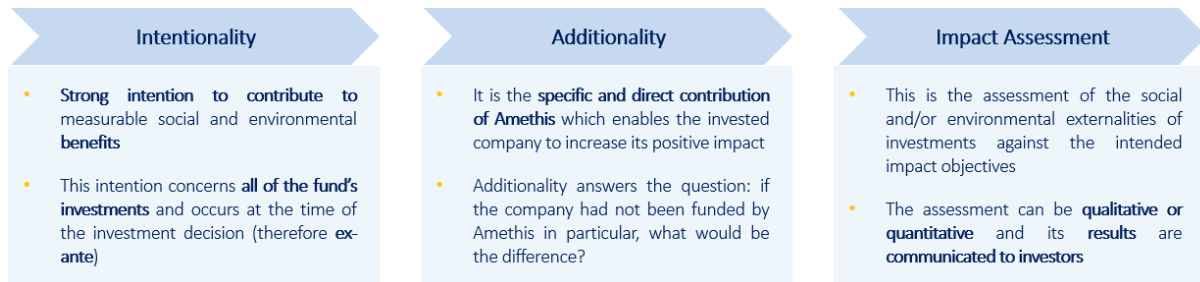 Intentionality
• Strong intention to contribute to
measurable social and environmental
benefits
• This intention concerns all of the fund's
investments and occurs at the time of
the investment decision (therefore ex-
ante)
Additionality
• It is the specific and direct contribution
of Amethis which enables the invested
company to increase its positive impact
• Additionality answers the question: if
the company had not been funded by
Amethis in particular, what would be
the difference?
Impact Assessment
• This is the assessment of the social
and/or environmental externalities of
investments against the intended
impact objectives
• The assessment can be qualitative or
quantitative and its results are
communicated to investors